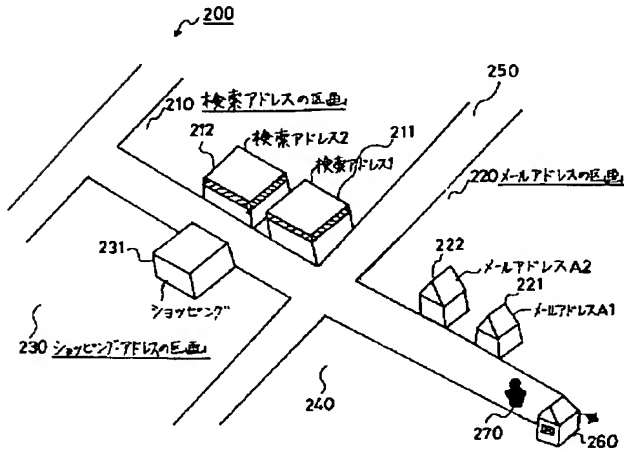 200
250
210 検索アドレスの区画
212
検索アドレス2
211
検索アドレス1
220 メールアドレスの区画
231
ショッピング
222
メールアドレスA2
221
メールアドレスA1
230 ショッピングアドレスの区画
240
270
260